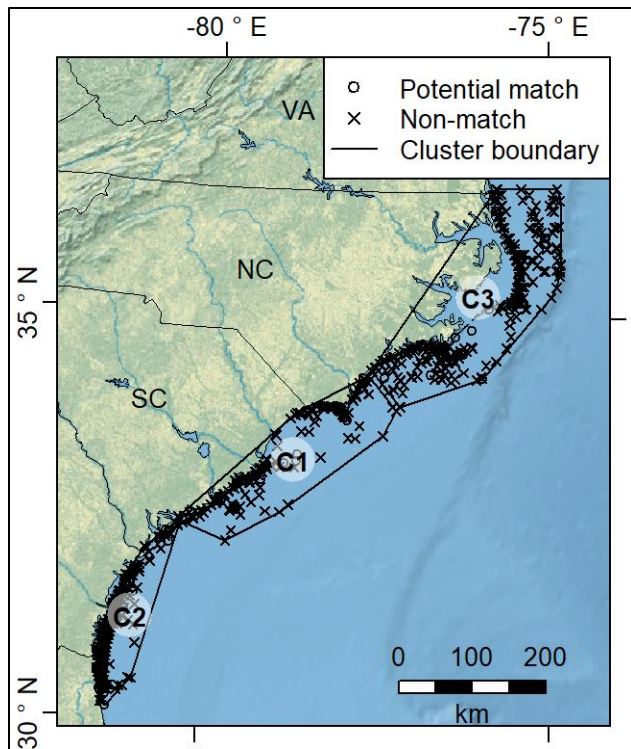 -80 ° E
-75 ° E
Potential match
Non-match
Cluster boundary
VA
NC
35 ° N
C3
SC
C1
C2
0 100 200
km
30 ° N